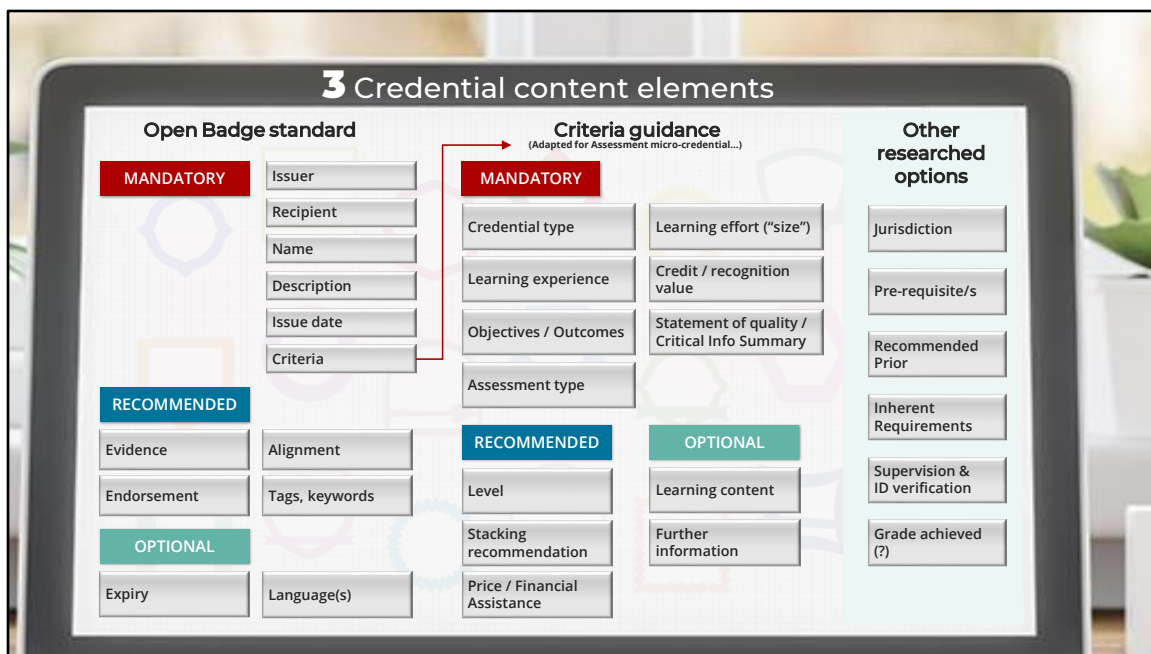 3 Credential content elements
Open Badge standard
MANDATORY
Issuer
Recipient
Name
Description
Issue date
Criteria
RECOMMENDED
Evidence
Alignment
Endorsement
Tags, keywords
OPTIONAL
Expiry
Language(s)
Criteria guidance
(Adapted for Assessment micro-credential...)
MANDATORY
Credential type
Learning effort (“size”)
Learning experience
Credit / recognition
value
Objectives / Outcomes
Statement of quality /
Critical Info Summary
Assessment type
RECOMMENDED
Level
Stacking
recommendation
Price / Financial
Assistance
OPTIONAL
Learning content
Further
information
Other
researched
options
Jurisdiction
Pre-requisite/s
Recommended
Prior
Inherent
Requirements
Supervision &
ID verification
Grade achieved
(?)